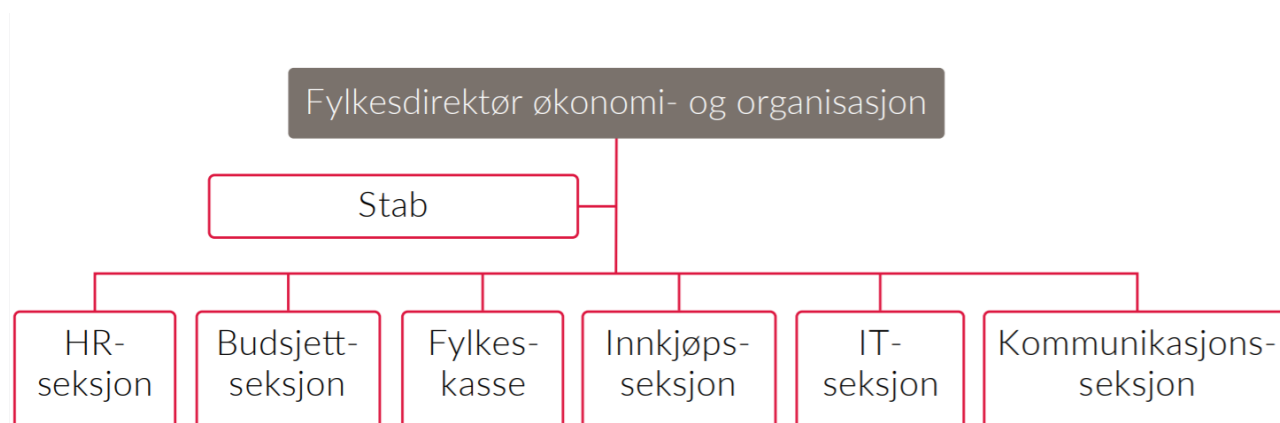 Fylkesdirektør økonomi- og organisasjon
Stab
HR-
seksjon
Budsjett-
seksjon
Fylkes-
kasse
Innkjøps-
seksjon
IT-
seksjon
Kommunikasjons-
seksjon